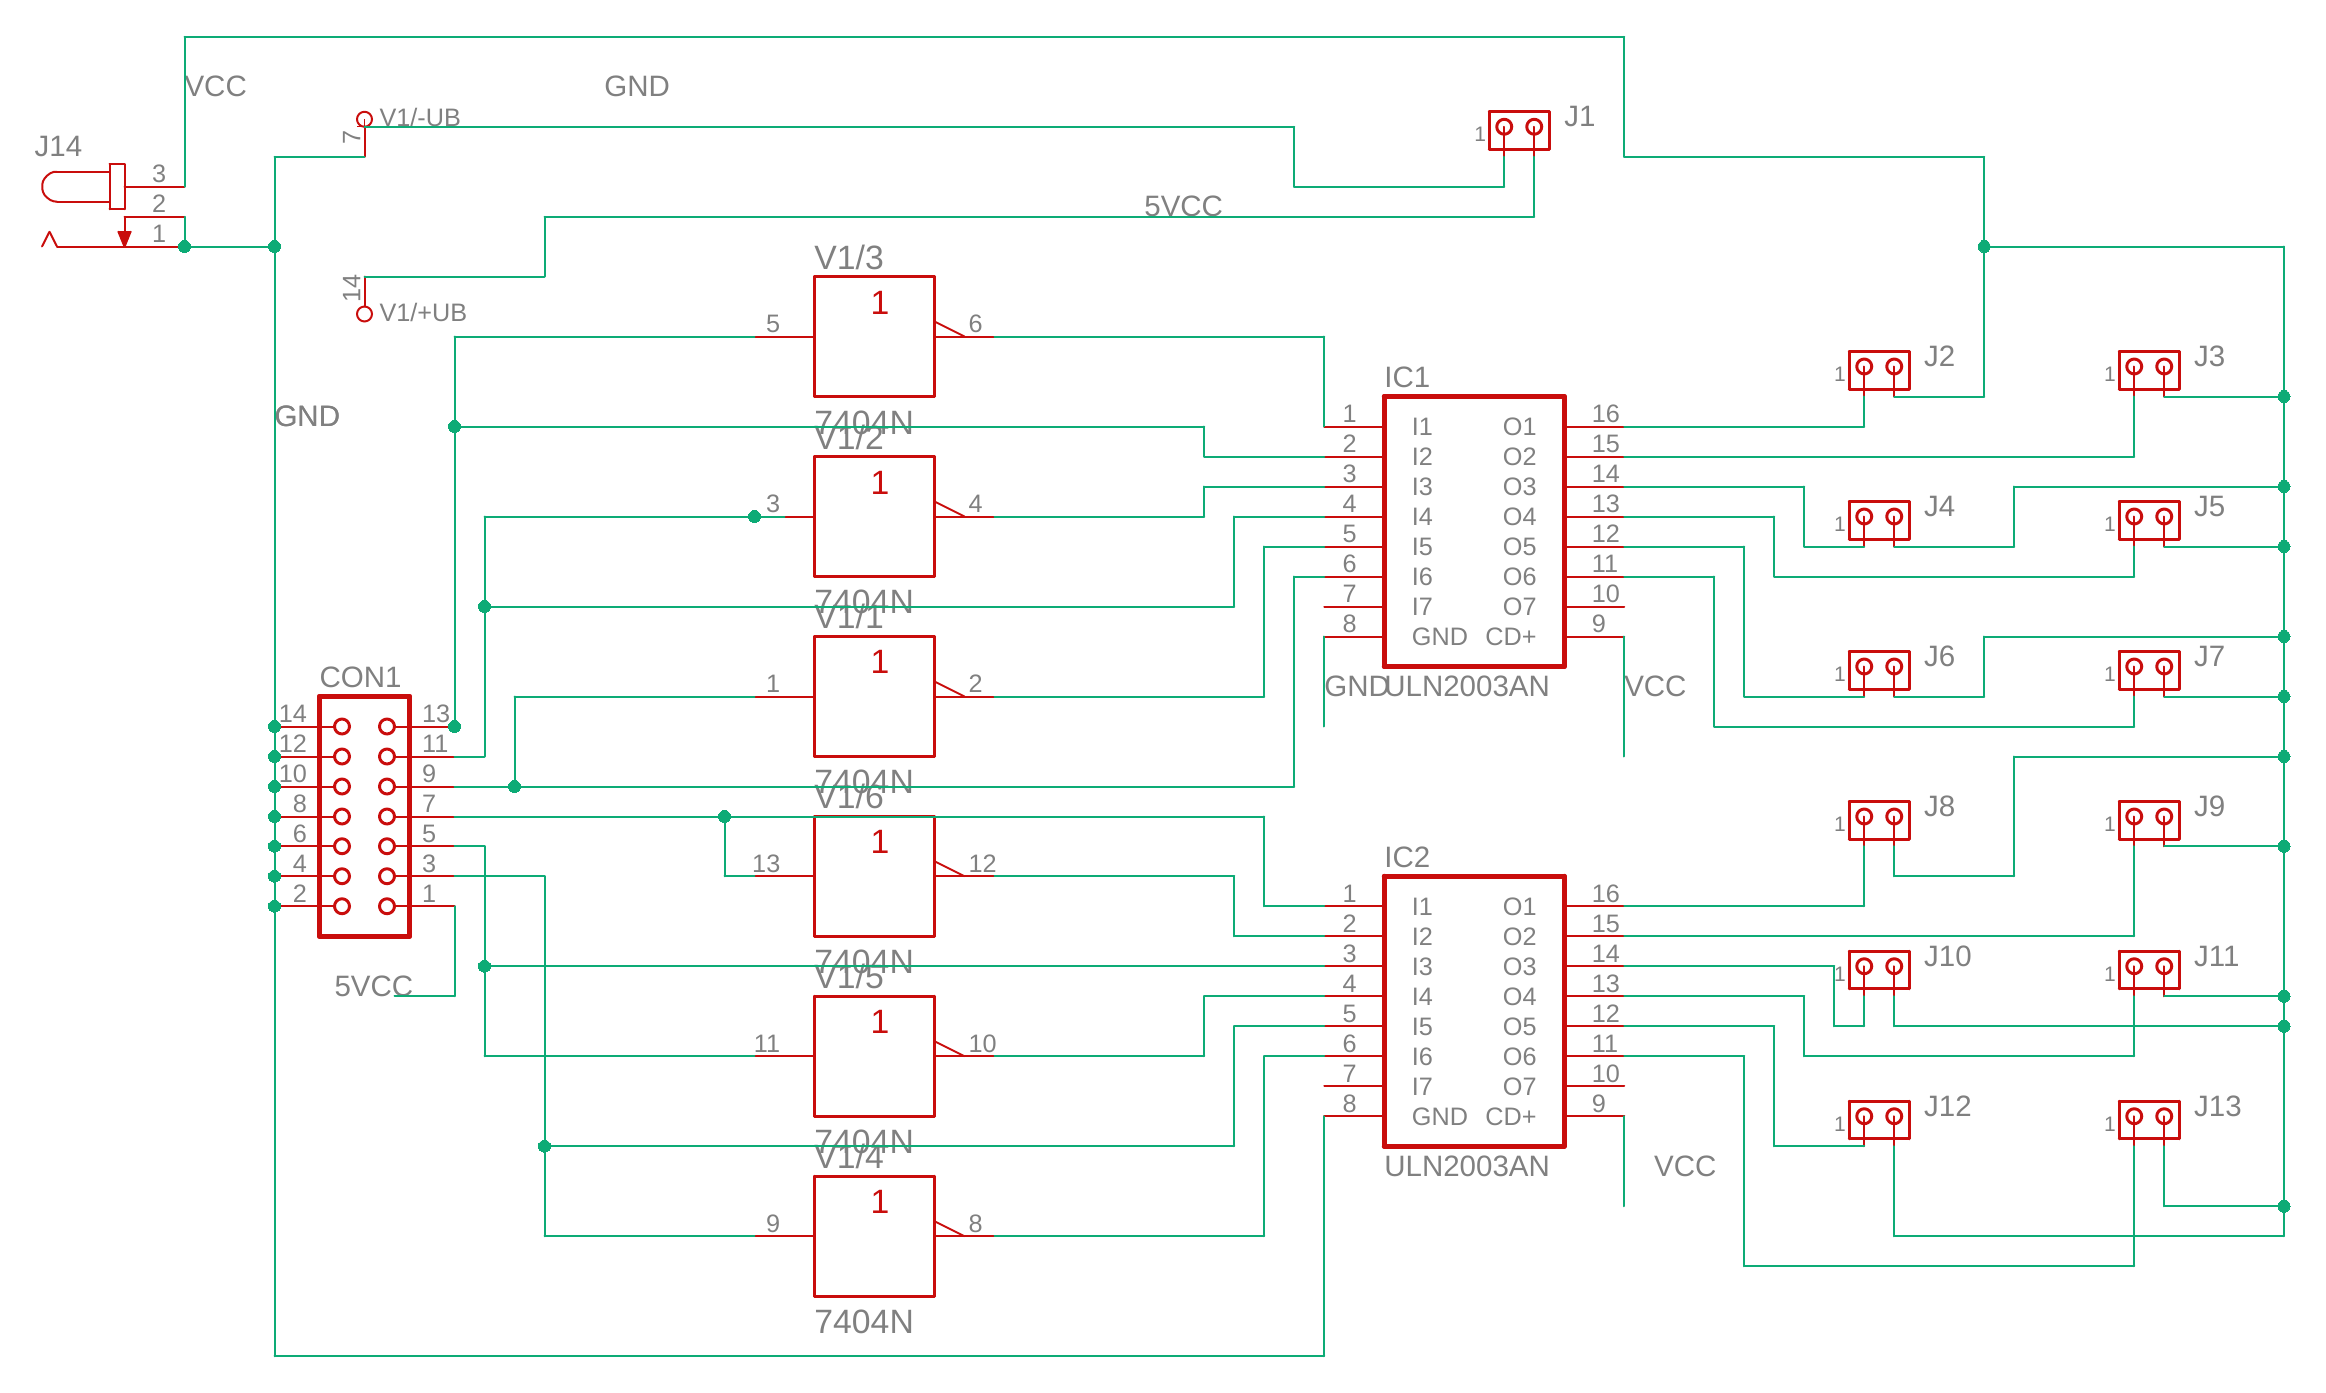 VCC
GND
J14
3
2
1
V1/-UB
7
1
J1
5VCC
14
V1/+UB
V1/3
5
1
6
7404N
GND
V1/2
3
1
4
7404N
V1/1
1
1
2
7404N
CON1
14
13
12
11
10
9
8
7
6
5
4
3
2
1
5VCC
V1/6
13
1
12
7404N
V1/5
11
1
10
7404N
V1/4
9
1
8
7404N
IC1
1 I1 O1 16
2 I2 O2 15
3 I3 O3 14
4 I4 O4 13
5 I5 O5 12
6 I6 O6 11
7 I7 O7 10
8 GND CD+ 9
GND
ULN2003AN
VCC
IC2
1 I1 O1 16
2 I2 O2 15
3 I3 O3 14
4 I4 O4 13
5 I5 O5 12
6 I6 O6 11
7 I7 O7 10
8 GND CD+ 9
ULN2003AN
VCC
1
J2
1
J3
1
J4
1
J5
1
J6
1
J7
1
J8
1
J9
1
J10
1
J11
1
J12
1
J13